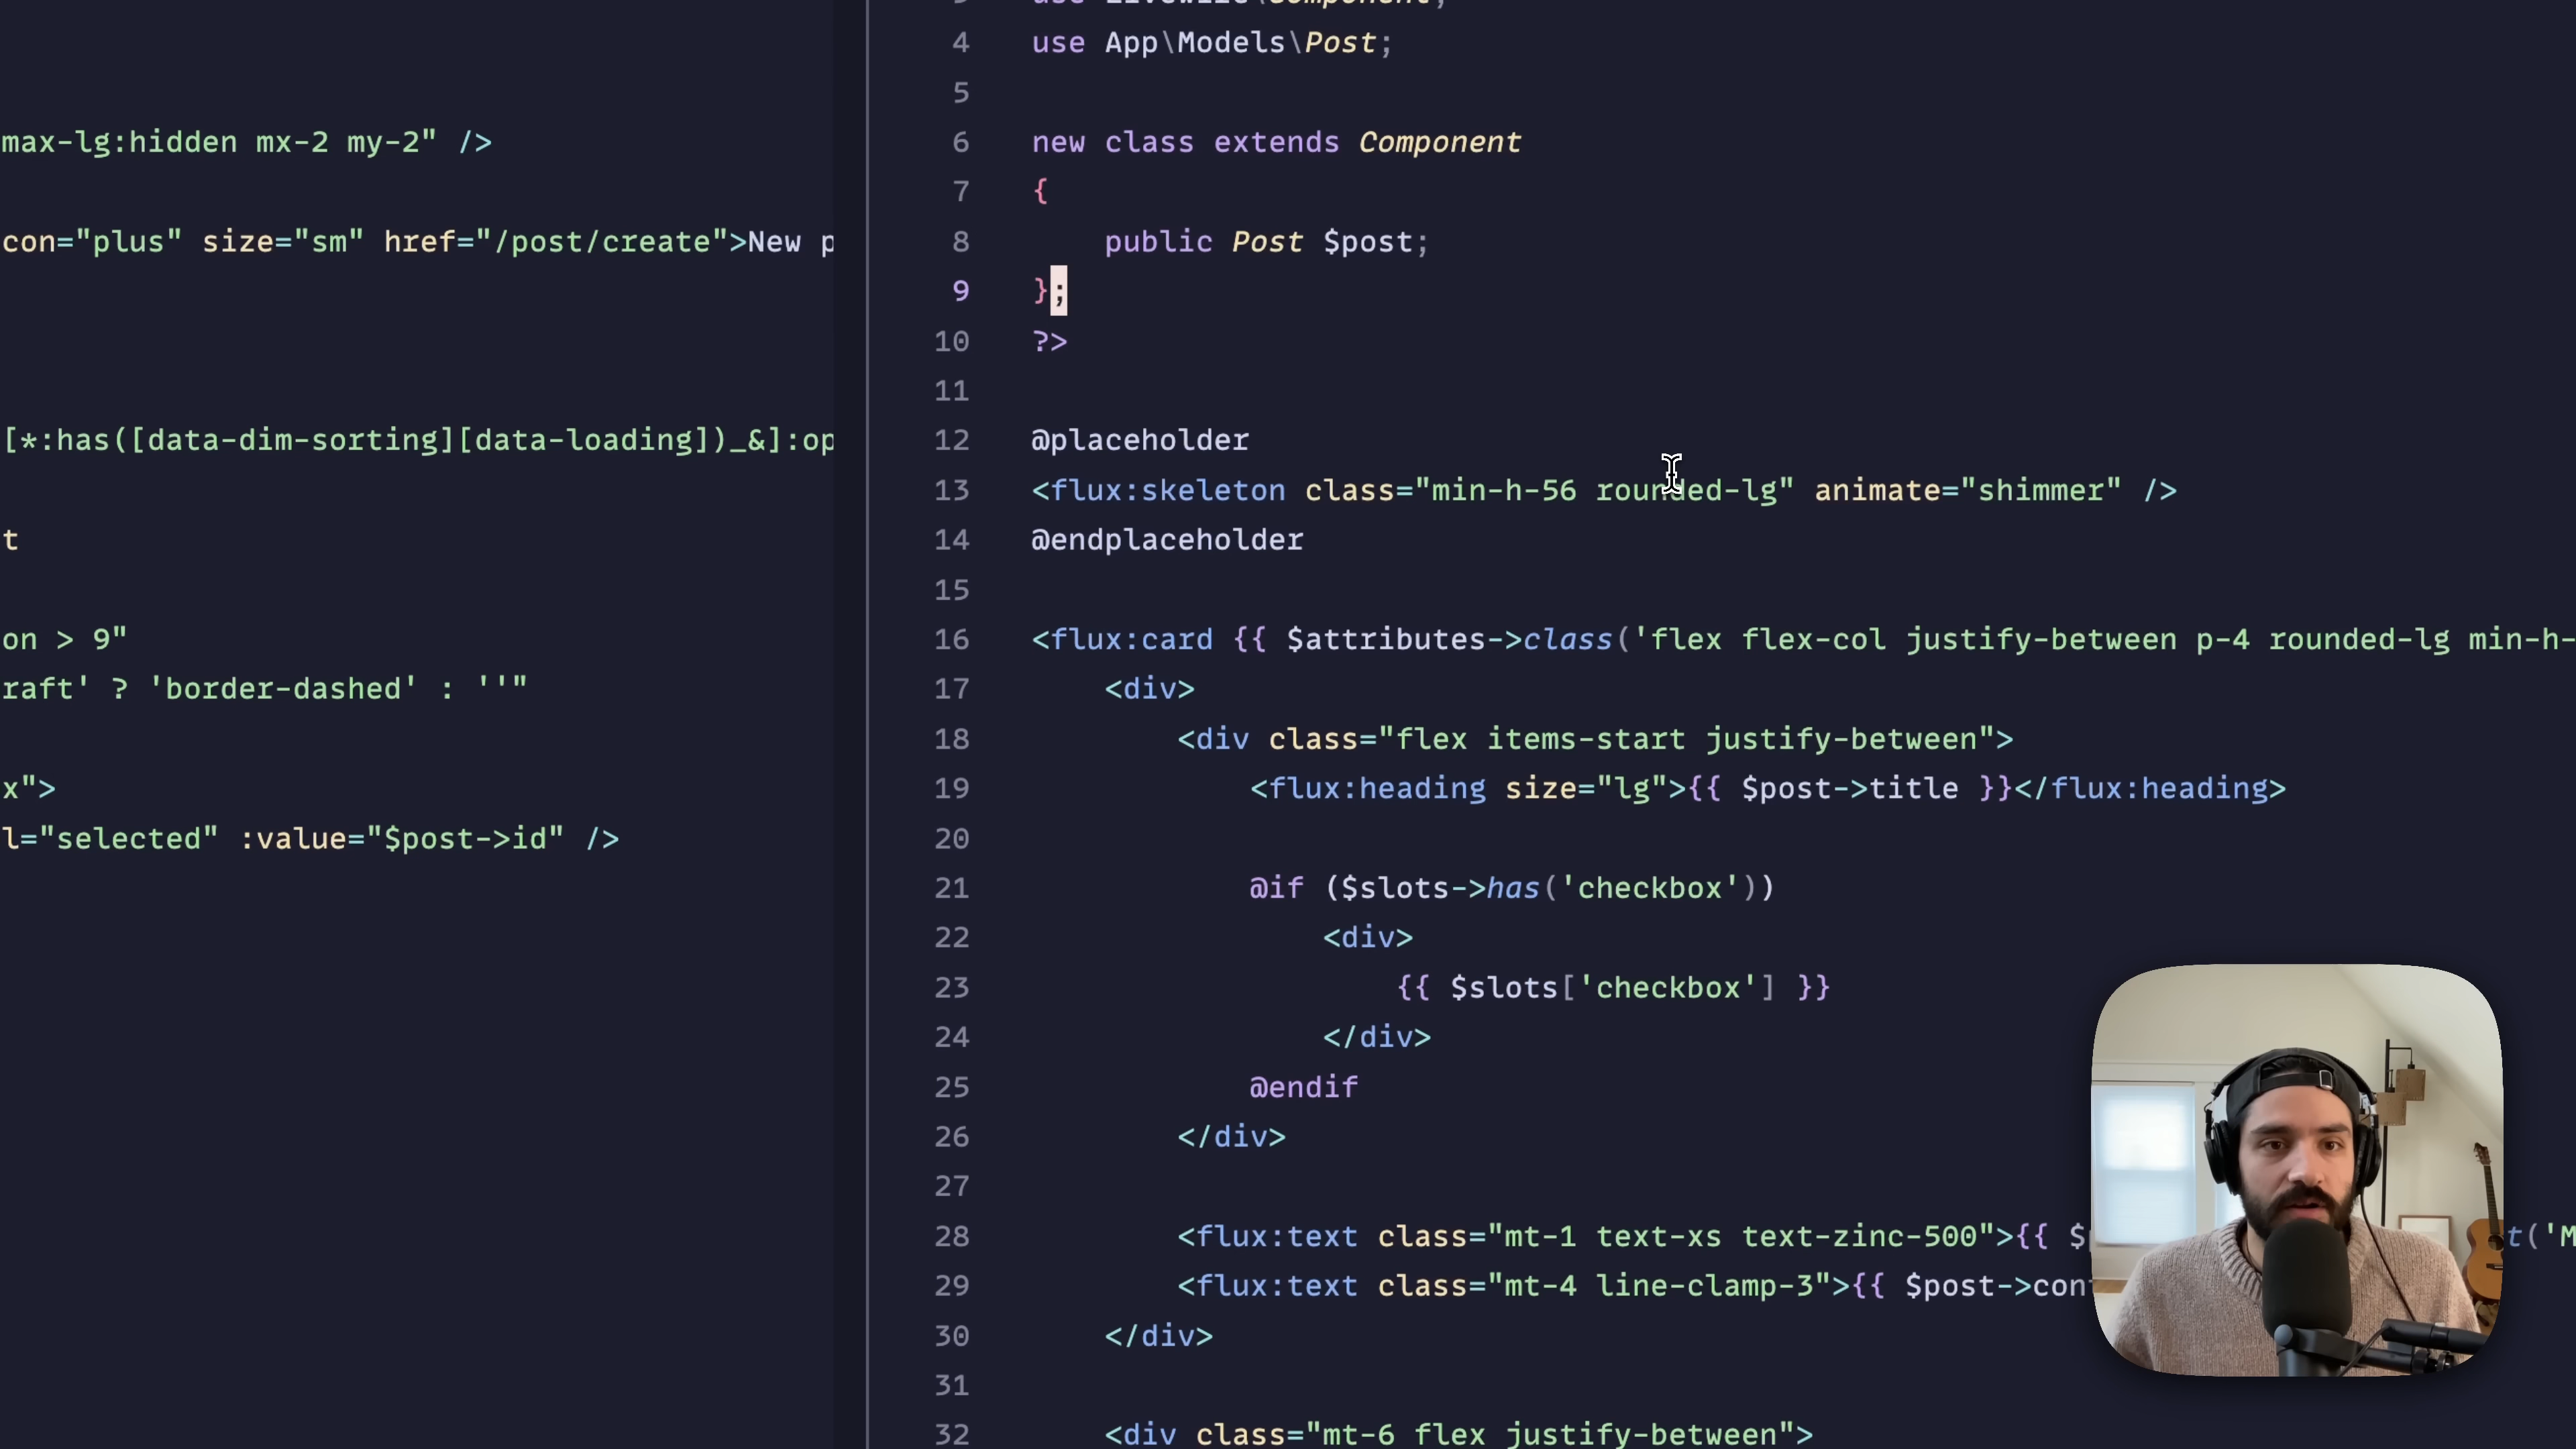 max-lg:hidden mx-2 my-2" />
con="plus" size="sm" href="/post/create">New p
[*:has([data-dim-sorting][data-loading])_&]:op
t
on > 9"
raft' ? 'border-dashed' : ''"
x">
l="selected" :value="$post->id" />
4 use App\Models\Post;
5
6 new class extends Component
7 {
8 public Post $post;
9 };
10 ?>
11
12 @placeholder
13 <flux:skeleton class="min-h-56 rounded-lg" animate="shimmer" />
14 @endplaceholder
15
16 <flux:card {{ $attributes->class('flex flex-col justify-between p-4 rounded-lg min-h-
17 <div>
18 <div class="flex items-start justify-between">
19 <flux:heading size="lg">{{ $post->title }}</flux:heading>
20
21 @if ($slots->has('checkbox'))
22 <div>
23 {{ $slots['checkbox'] }}
24 </div>
25 @endif
26 </div>
27
28 <flux:text class="mt-1 text-xs text-zinc-500">{{ $ t('M
29 <flux:text class="mt-4 line-clamp-3">{{ $post->con
30 </div>
31
32 <div class="mt-6 flex justify-between">